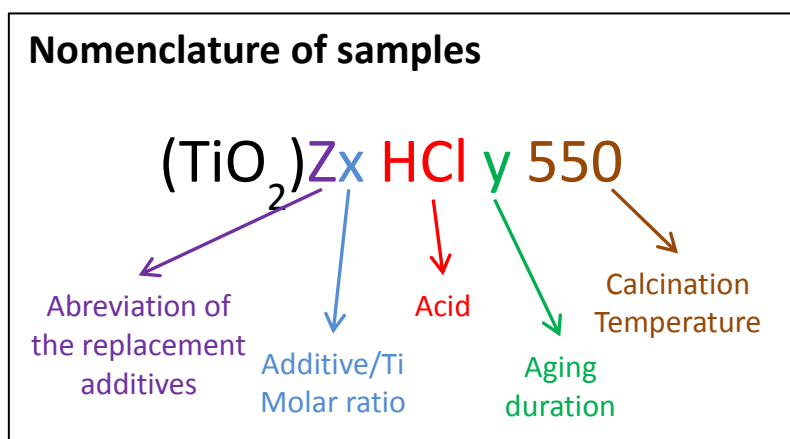 Nomenclature of samples
(TiO2)Zx HCl y 550
Abreviation of
the replacement
additives
Additive/Ti
Molar ratio
Acid
Aging
duration
Calcination
Temperature